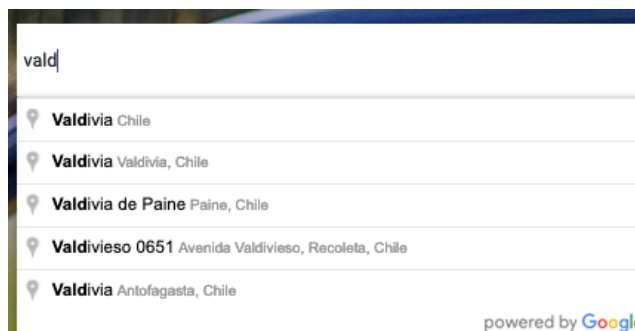 vald
Valdivia Chile
Valdivia Valdivia, Chile
Valdivia de Paine Paine, Chile
Valdivieso 0651 Avenida Valdivieso, Recoleta, Chile
Valdivia Antofagasta, Chile
powered by Google